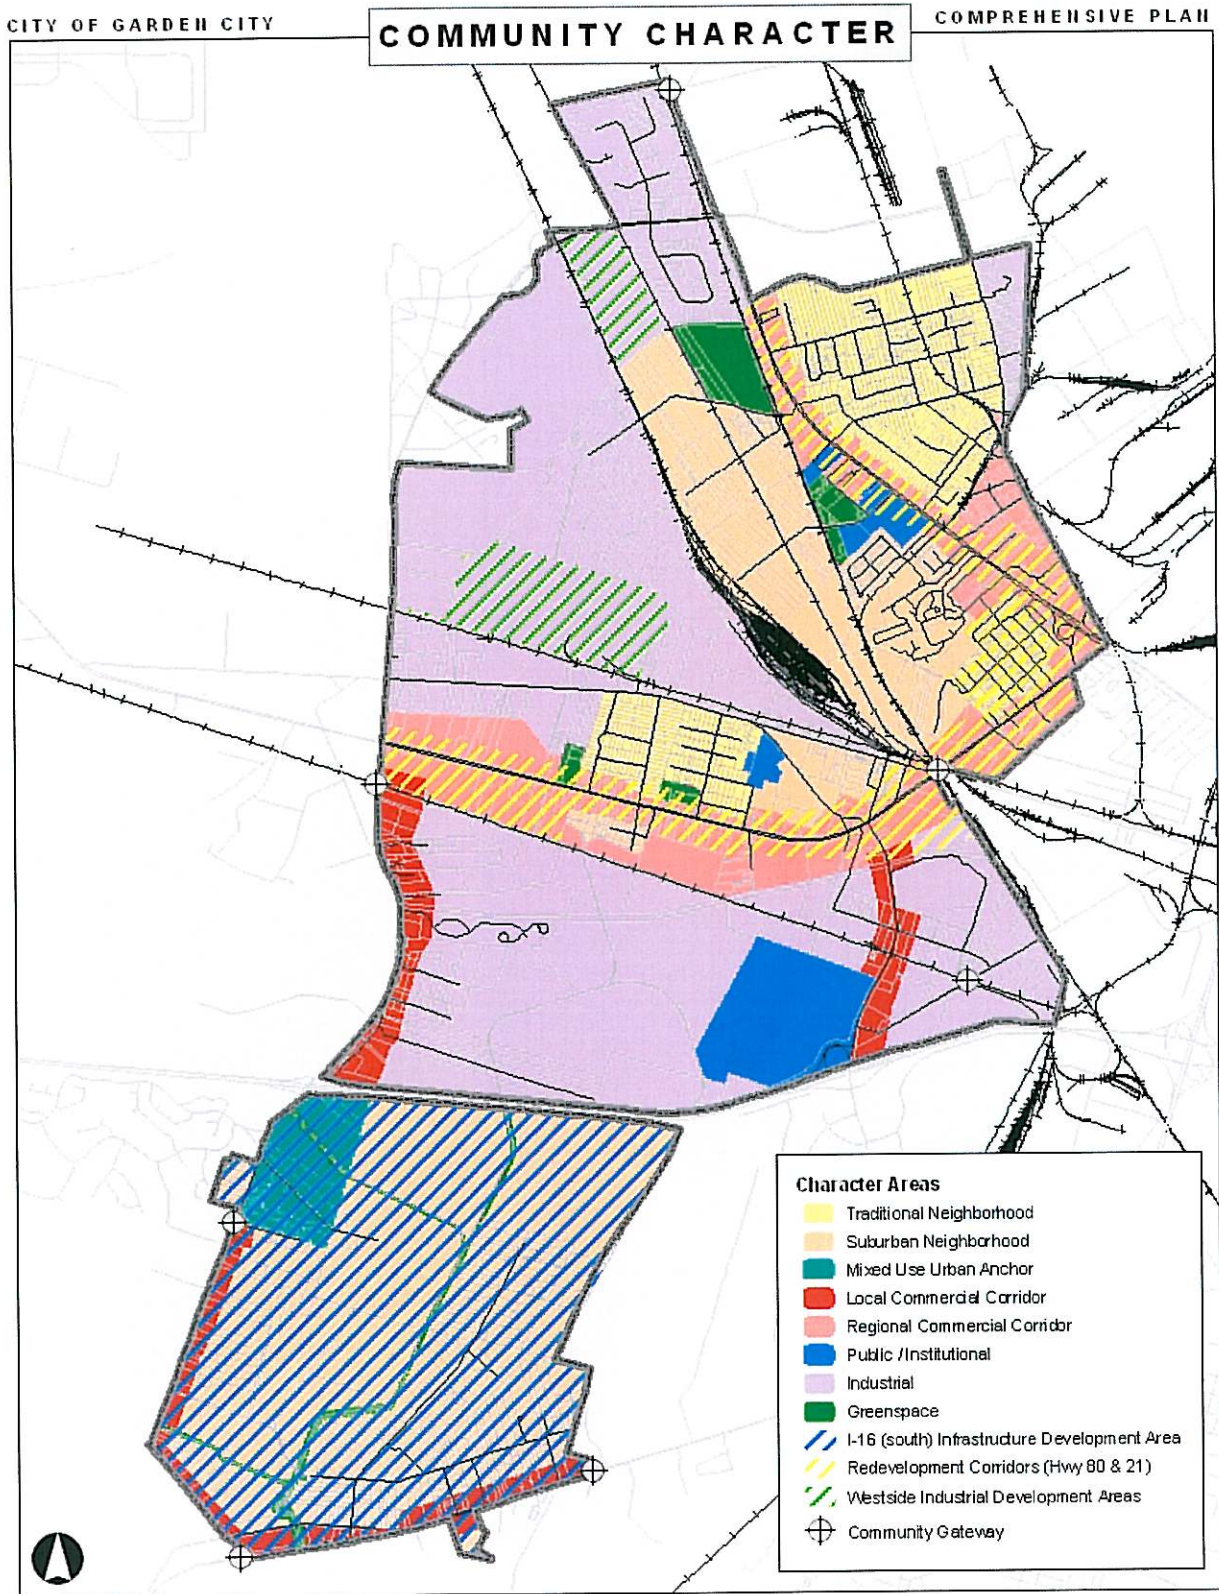 CITY OF GARDEN CITY
COMMUNITY CHARACTER
COMPREHENSIVE PLAN
Character Areas
Traditional Neighborhood
Suburban Neighborhood
Mixed Use Urban Anchor
Local Commercial Corridor
Regional Commercial Corridor
Public / Institutional
Industrial
Greenspace
I-16 (south) Infrastructure Development Area
Redevelopment Corridors (Hwy 80 & 21)
Westside Industrial Development Areas
Community Gateway